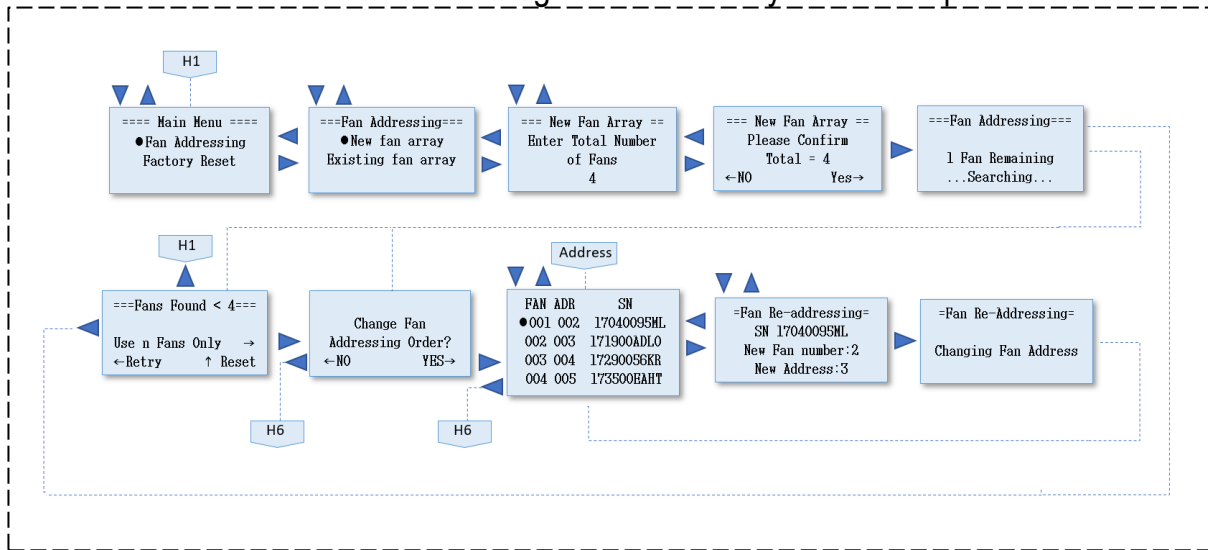 H1
==== Main Menu ====
●Fan Addressing
Factory Reset
===Fan Addressing===
●New fan array
Existing fan array
=== New Fan Array ==
Enter Total Number
of Fans
4
=== New Fan Array ==
Please Confirm
Total = 4
←NO Yes→
===Fan Addressing===
1 Fan Remaining
...Searching...
H1
===Fans Found < 4===
Use n Fans Only →
←Retry ↑ Reset
Change Fan
Addressing Order?
←NO YES→
Address
FAN ADR SN
●001 002 17040095ML
002 003 171900ADLO
003 004 17290056KR
004 005 173500EAHT
=Fan Re-addressing=
SN 17040095ML
New Fan number:2
New Address:3
=Fan Re-Addressing=
Changing Fan Address
H6
H6